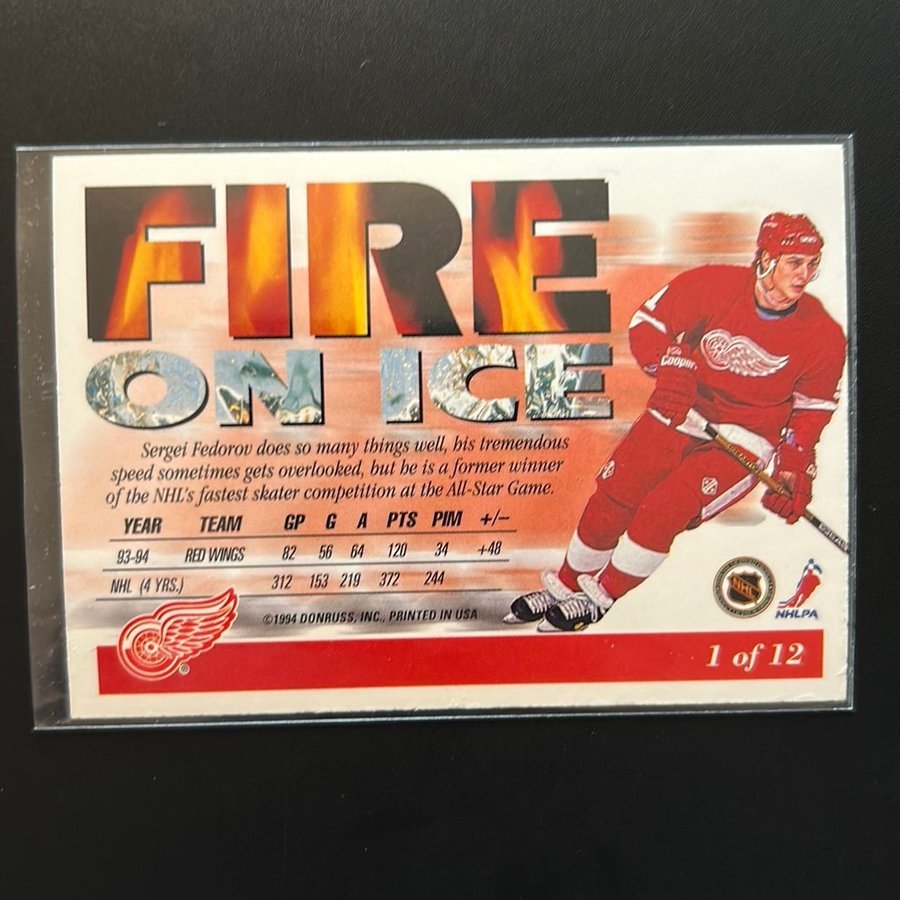 FIRE
ON ICE
Sergei Fedorov does so many things well, his tremendous
speed sometimes gets overlooked, but he is a former winner
of the NHL's fastest skater competition at the All-Star Game.
YEAR TEAM GP G A PTS PIM +/–
93-94 RED WINGS 82 56 64 120 34 +48
NHL (4 YRS.) 312 153 219 372 244
©1994 DONRUSS, INC., PRINTED IN USA
1 of 12
Cooper
NHL
NHLPA
®